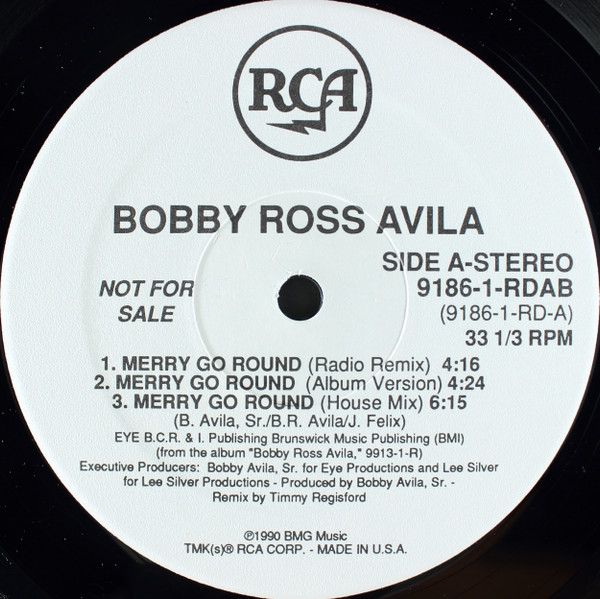 RCA
BOBBY ROSS AVILA
SIDE A-STEREO
NOT FOR SALE
9186-1-RDAB
(9186-1-RD-A)
33 1/3 RPM
1. MERRY GO ROUND (Radio Remix) 4:16
2. MERRY GO ROUND (Album Version) 4:24
3. MERRY GO ROUND (House Mix) 6:15
(B. Avila, Sr./B.R. Avila/J. Felix)
EYE B.C.R. & I. Publishing Brunswick Music Publishing (BMI)
(from the album "Bobby Ross Avila," 9913-1-R)
Executive Producers: Bobby Avila, Sr. for Eye Productions and Lee Silver
for Lee Silver Productions - Produced by Bobby Avila, Sr. -
Remix by Timmy Regisford
℗1990 BMG Music
TMK(s)® RCA CORP. - MADE IN U.S.A.